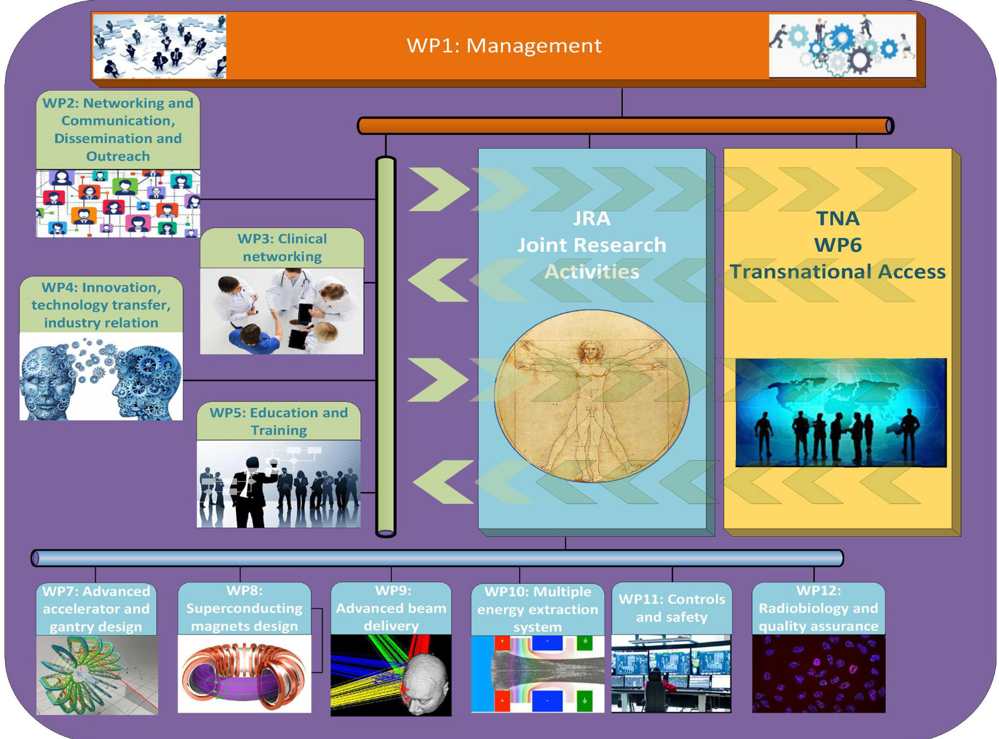 WP1: Management
WP2: Networking and
Communication,
Dissemination and
Outreach
WP3: Clinical
networking
WP4: Innovation,
technology transfer,
industry relation
WP5: Education and
Training
JRA
Joint Research
Activities
TNA
WP6
Transnational Access
WP7: Advanced
accelerator and
gantry design
WP8:
Superconducting
magnets design
WP9:
Advanced beam
delivery
WP10: Multiple
energy extraction
system
WP11: Controls
and safety
WP12:
Radiobiology and
quality assurance